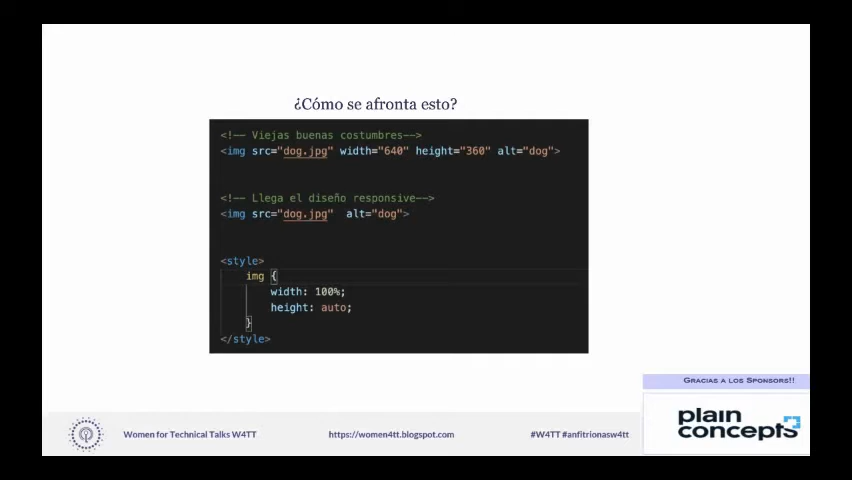 ¿Cómo se afronta esto?
<!-- Viejas buenas costumbres-->
<img src="dog.jpg" width="640" height="360" alt="dog">
<!-- Llega el diseño responsive-->
<img src="dog.jpg"  alt="dog">
<style>
img {
width: 100%;
height: auto;
}
</style>
GRACIAS A LOS SPONSORS!!
plain
concepts
Women for Technical Talks W4TT
https://women4tt.blogspot.com
#W4TT #anfitrionasw4tt